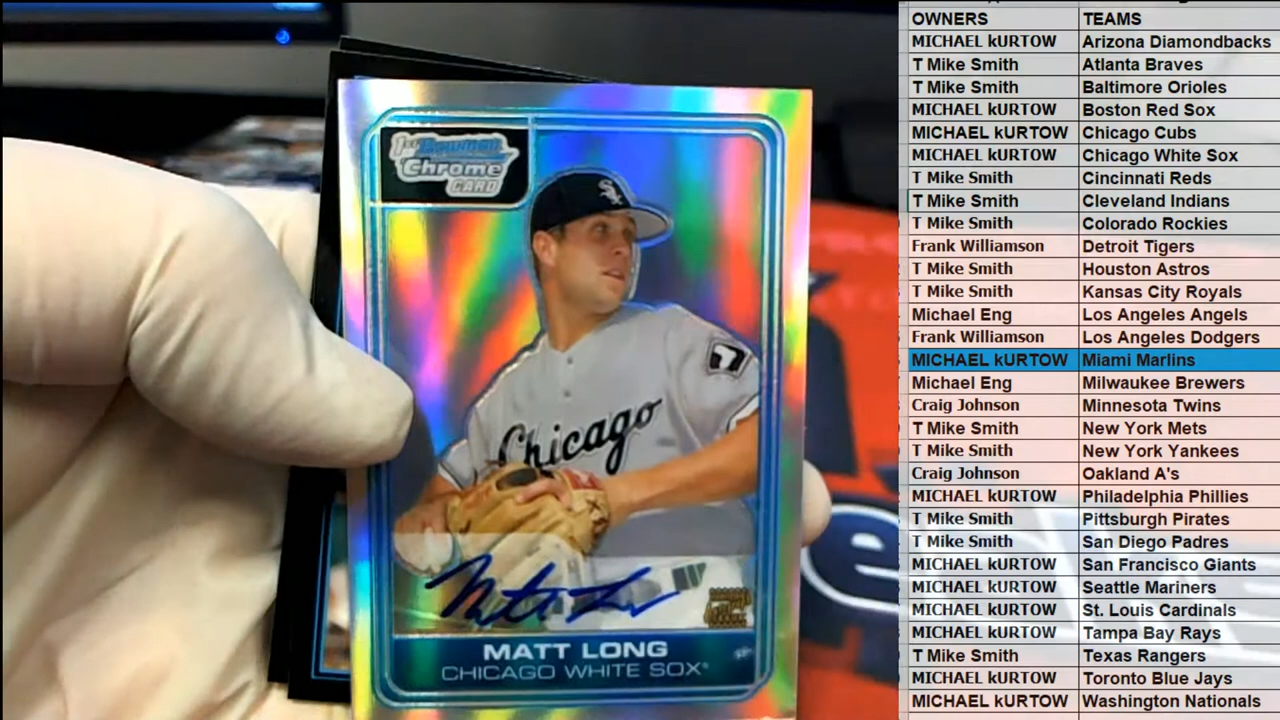 1st Bowman
Chrome
CARD
Chicago
MATT LONG
CHICAGO WHITE SOX
OWNERS TEAMS
MICHAEL kURTOW Arizona Diamondbacks
T Mike Smith Atlanta Braves
T Mike Smith Baltimore Orioles
MICHAEL kURTOW Boston Red Sox
MICHAEL kURTOW Chicago Cubs
MICHAEL kURTOW Chicago White Sox
T Mike Smith Cincinnati Reds
T Mike Smith Cleveland Indians
T Mike Smith Colorado Rockies
Frank Williamson Detroit Tigers
T Mike Smith Houston Astros
T Mike Smith Kansas City Royals
Michael Eng Los Angeles Angels
Frank Williamson Los Angeles Dodgers
MICHAEL kURTOW Miami Marlins
Michael Eng Milwaukee Brewers
Craig Johnson Minnesota Twins
T Mike Smith New York Mets
T Mike Smith New York Yankees
Craig Johnson Oakland A's
MICHAEL kURTOW Philadelphia Phillies
T Mike Smith Pittsburgh Pirates
T Mike Smith San Diego Padres
MICHAEL kURTOW San Francisco Giants
MICHAEL kURTOW Seattle Mariners
MICHAEL kURTOW St. Louis Cardinals
MICHAEL kURTOW Tampa Bay Rays
T Mike Smith Texas Rangers
MICHAEL kURTOW Toronto Blue Jays
MICHAEL kURTOW Washington Nationals